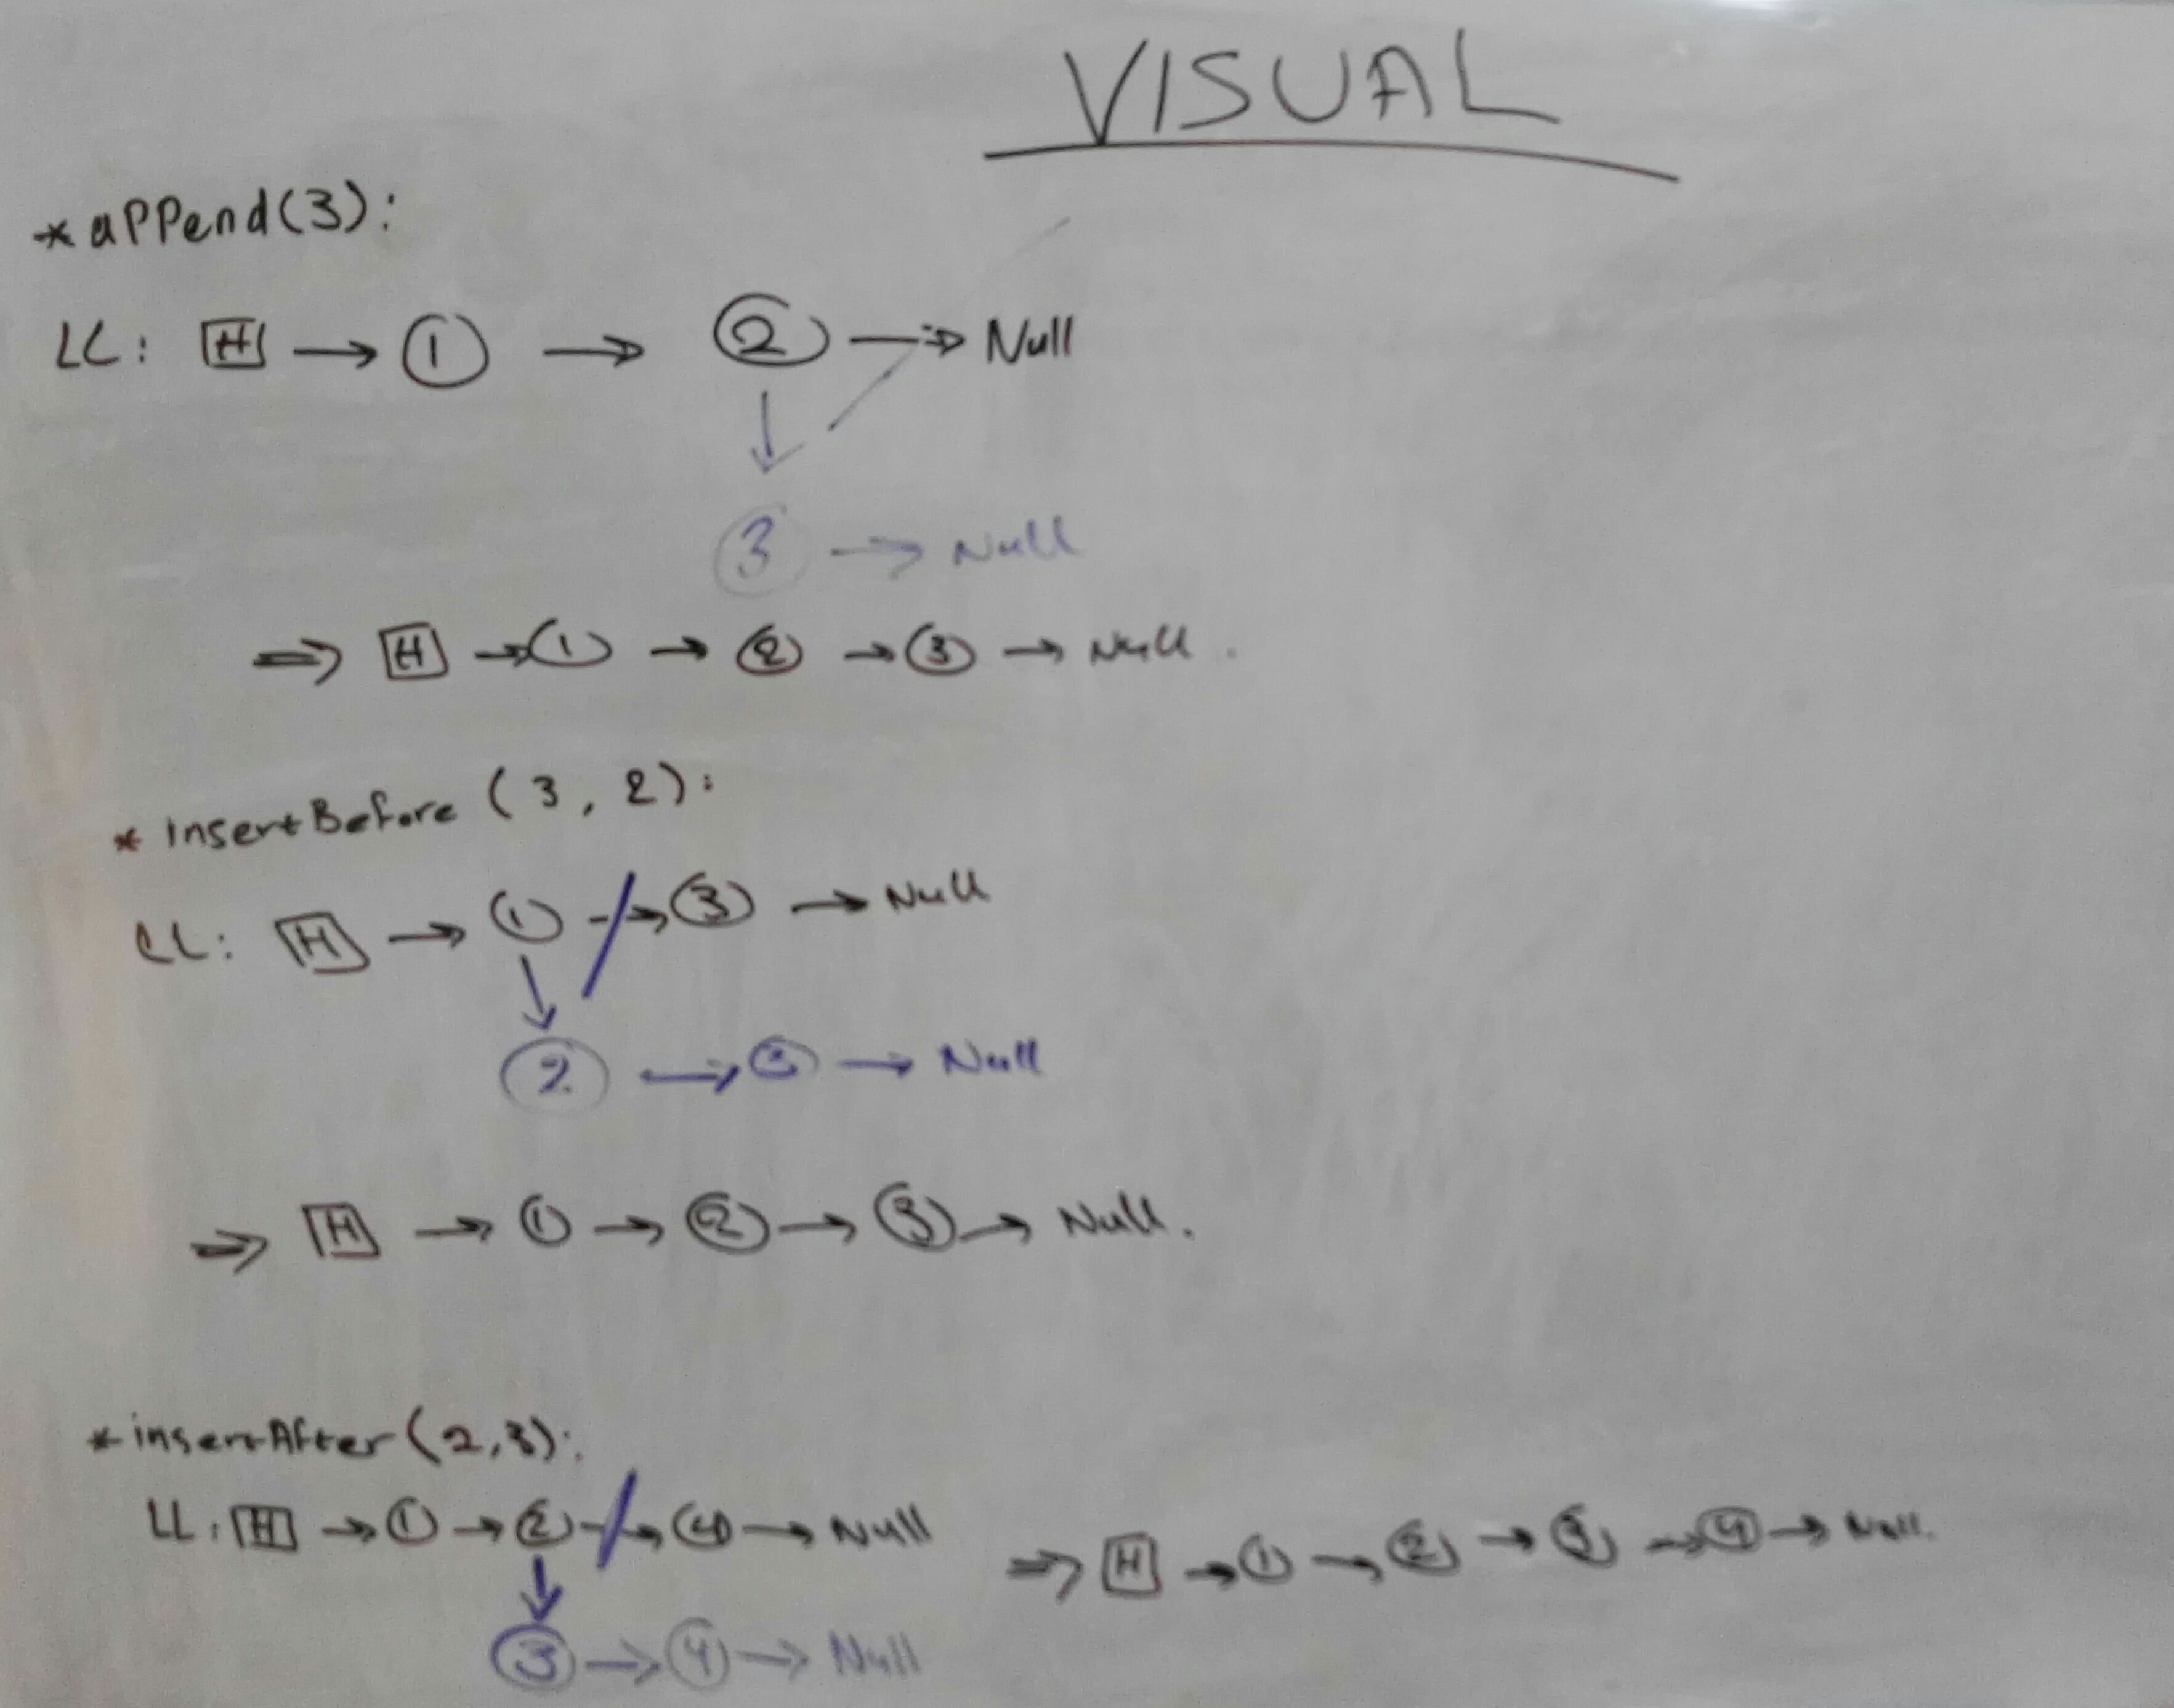 VISUAL
* append(3):
LL: H → 1 → 2 → Null
3 → Null
⇒ H → 1 → 2 → 3 → Null.
* insertBefore (3, 2):
LL: H → 1 → 3 → Null
2 → 3 → Null
⇒ H → 1 → 2 → 3 → Null.
* insertAfter (2,3):
LL: H → 1 → 2 → 4 → Null
3 → 4 → Null
⇒ H → 1 → 2 → 3 → 4 → Null.